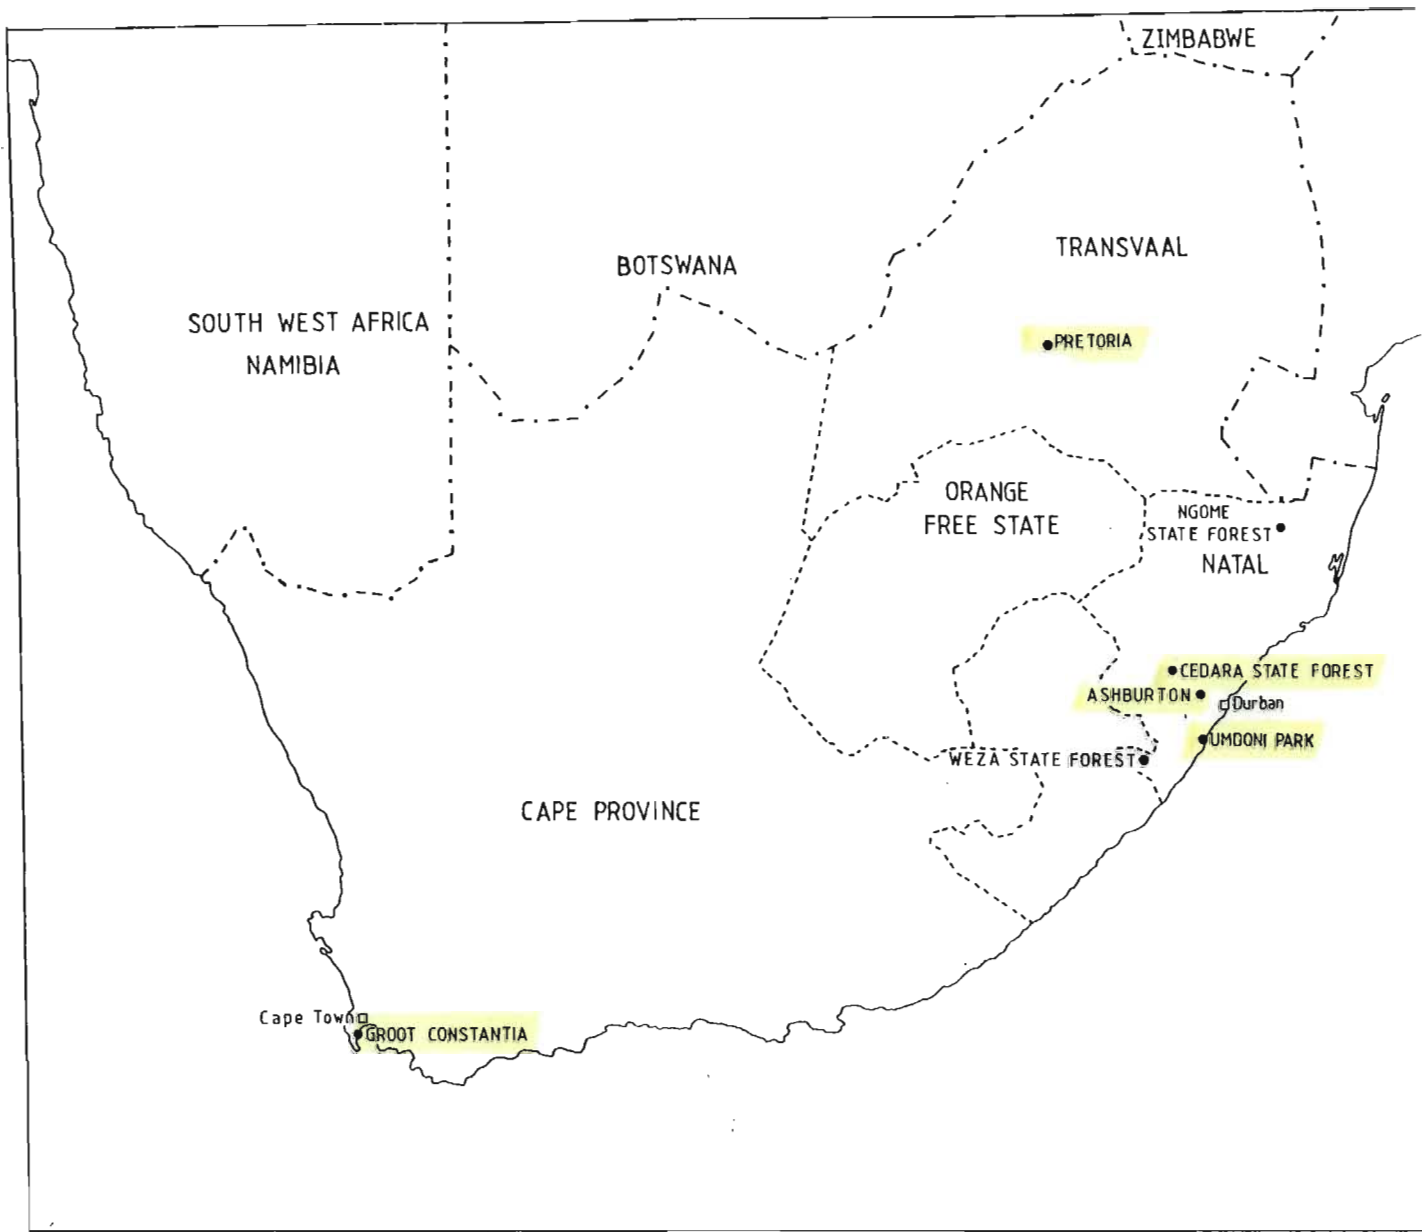 ZIMBABWE
TRANSVAAL
BOTSWANA
SOUTH WEST AFRICA
NAMIBIA
PRETORIA
ORANGE
FREE STATE
NGOME
STATE FOREST
NATAL
CEDARA STATE FOREST
ASHBURTON
Durban
UMDONI PARK
WEZA STATE FOREST
CAPE PROVINCE
Cape Town
GROOT CONSTANTIA